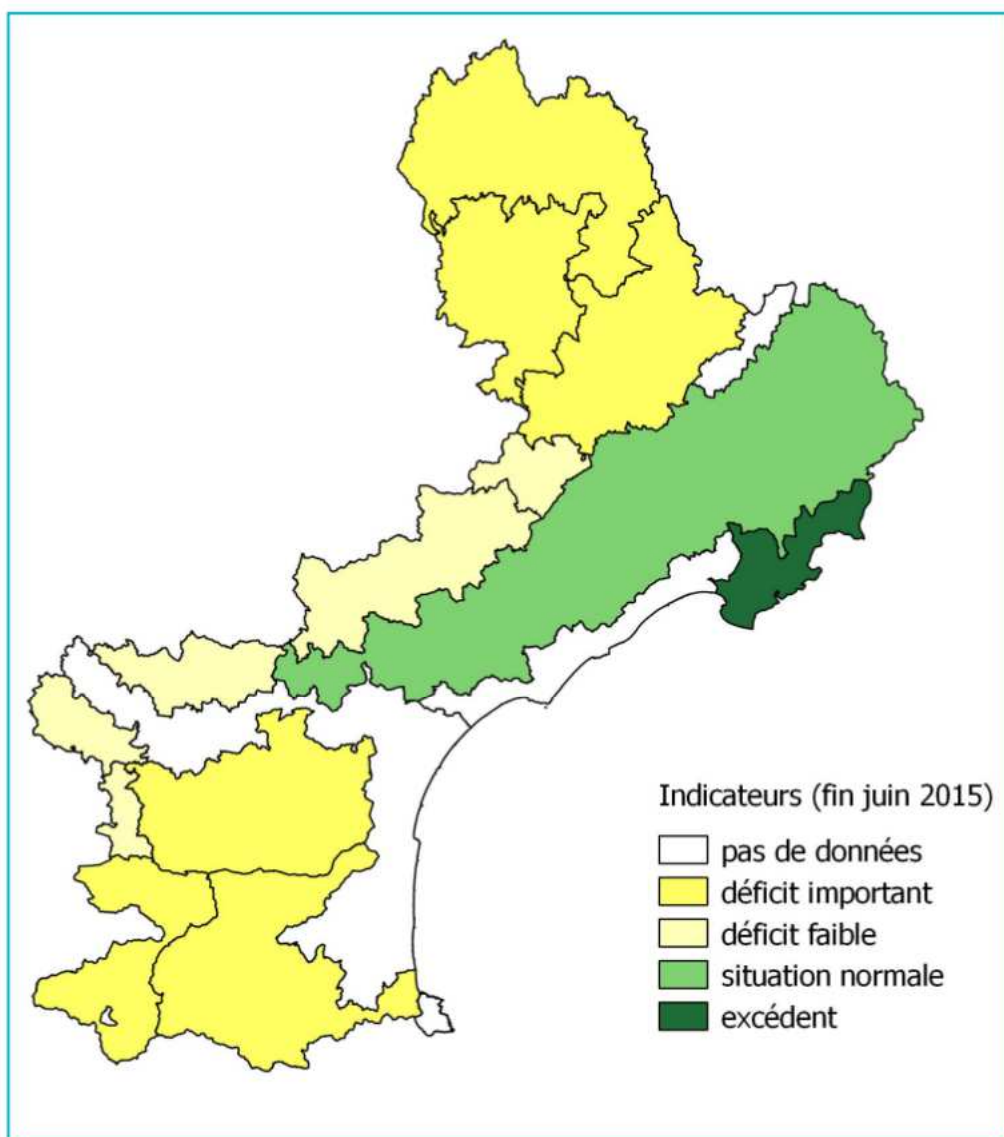 Indicateurs (fin juin 2015)
pas de données
déficit important
déficit faible
situation normale
excédent